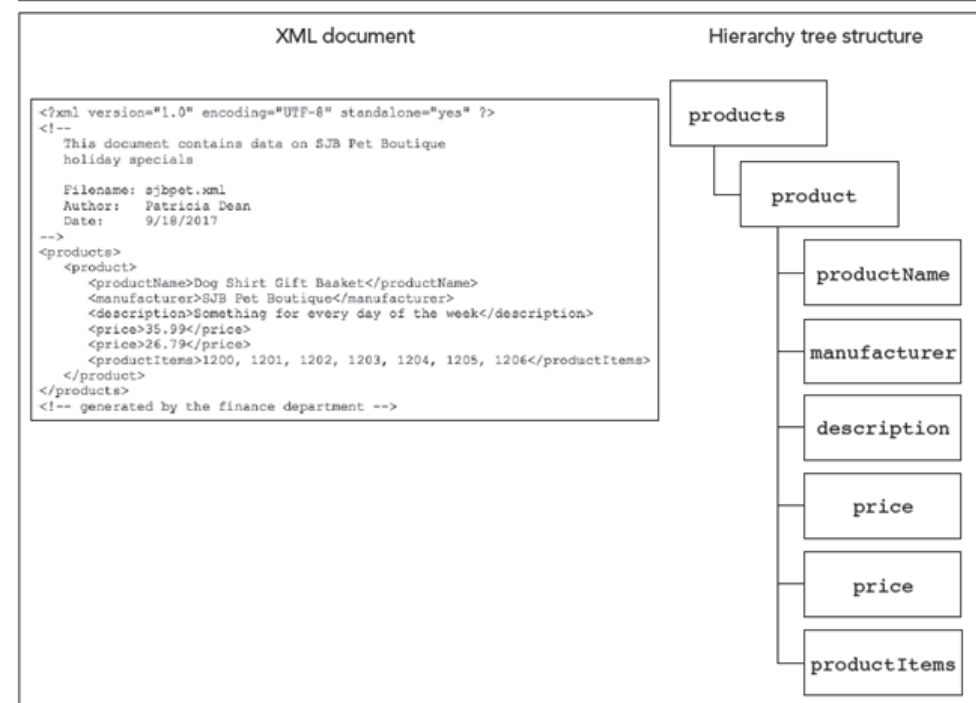 XML document
Hierarchy tree structure
<?xml version="1.0" encoding="UTF-8" standalone="yes" ?>
<!--
This document contains data on SJB Pet Boutique
holiday specials
Filename: sjbpet.xml
Author: Patricia Dean
Date: 9/18/2017
-->
<products>
<product>
<productName>Dog Shirt Gift Basket</productName>
<manufacturer>SJB Pet Boutique</manufacturer>
<description>Something for every day of the week</description>
<price>35.99</price>
<price>26.79</price>
<productItems>1200, 1201, 1202, 1203, 1204, 1205, 1206</productItems>
</product>
</products>
<!-- generated by the finance department -->
products
product
productName
manufacturer
description
price
price
productItems